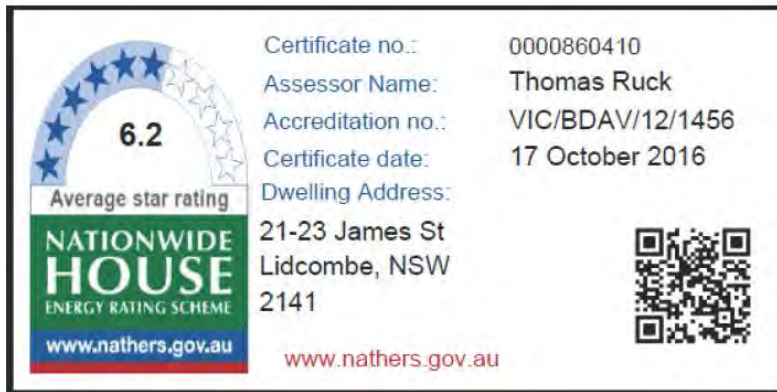 6.2
Average star rating
NATIONWIDE
HOUSE
ENERGY RATING SCHEME
www.nathers.gov.au
Certificate no.: 0000860410
Assessor Name: Thomas Ruck
Accreditation no.: VIC/BDAV/12/1456
Certificate date: 17 October 2016
Dwelling Address:
21-23 James St
Lidcombe, NSW
2141
www.nathers.gov.au